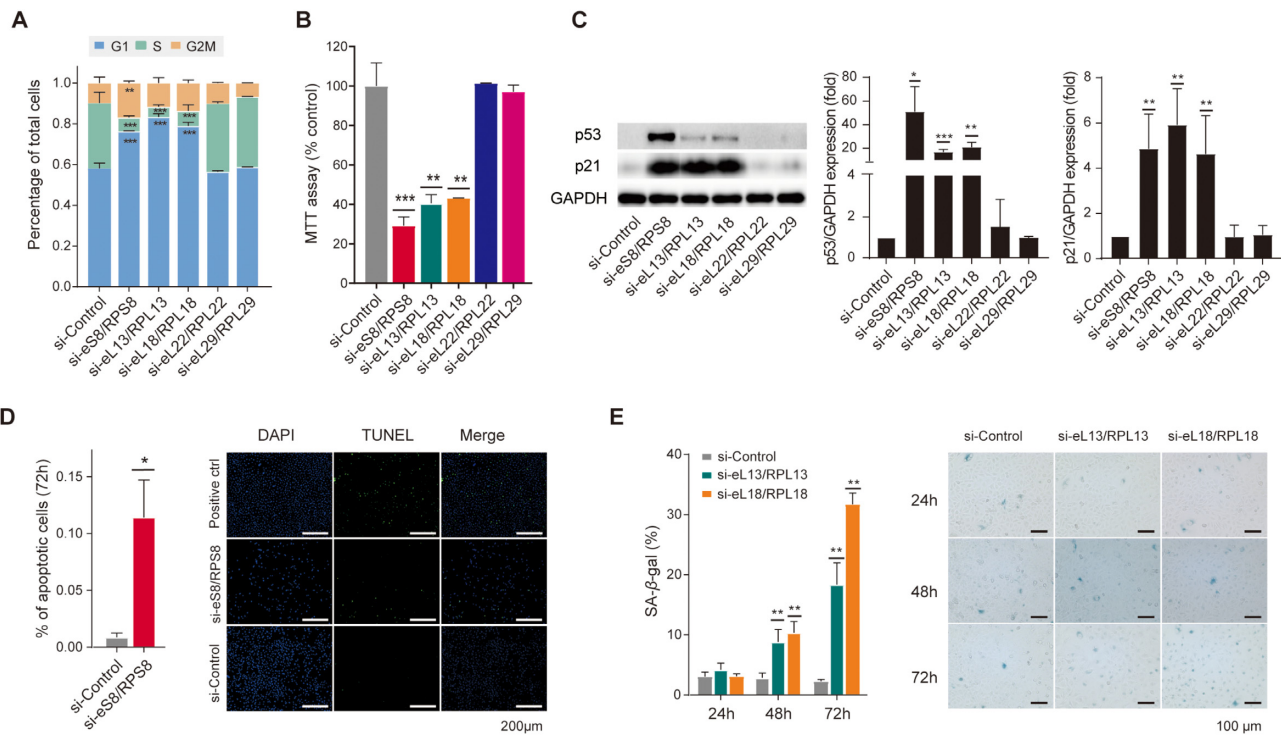 A
G1 S G2M
Percentage of total cells
1.0
0.8
0.6
0.4
0.2
0.0
**
***
***
***
***
***
***
si-Control
si-eS8/RPS8
si-eL13/RPL13
si-eL18/RPL18
si-eL22/RPL22
si-eL29/RPL29
B
MTT assay (% control)
120
100
80
60
40
20
0
***
**
**
si-Control
si-eS8/RPS8
si-eL13/RPL13
si-eL18/RPL18
si-eL22/RPL22
si-eL29/RPL29
C
p53
p21
GAPDH
si-Control
si-eS8/RPS8
si-eL13/RPL13
si-eL18/RPL18
si-eL22/RPL22
si-eL29/RPL29
p53/GAPDH expression (fold)
80
60
40
20
4
2
0
*
***
**
si-Control
si-eS8/RPS8
si-eL13/RPL13
si-eL18/RPL18
si-eL22/RPL22
si-eL29/RPL29
p21/GAPDH expression (fold)
8
6
4
2
0
**
**
**
si-Control
si-eS8/RPS8
si-eL13/RPL13
si-eL18/RPL18
si-eL22/RPL22
si-eL29/RPL29
D
% of apoptotic cells (72h)
0.15
0.10
0.05
0.00
*
si-Control
si-eS8/RPS8
DAPI TUNEL Merge
Positive ctrl
si-eS8/RPS8
si-Control
200μm
E
SA-β-gal (%)
40
30
20
10
0
si-Control
si-eL13/RPL13
si-eL18/RPL18
**
**
**
**
24h 48h 72h
si-Control si-eL13/RPL13 si-eL18/RPL18
24h
48h
72h
100 μm